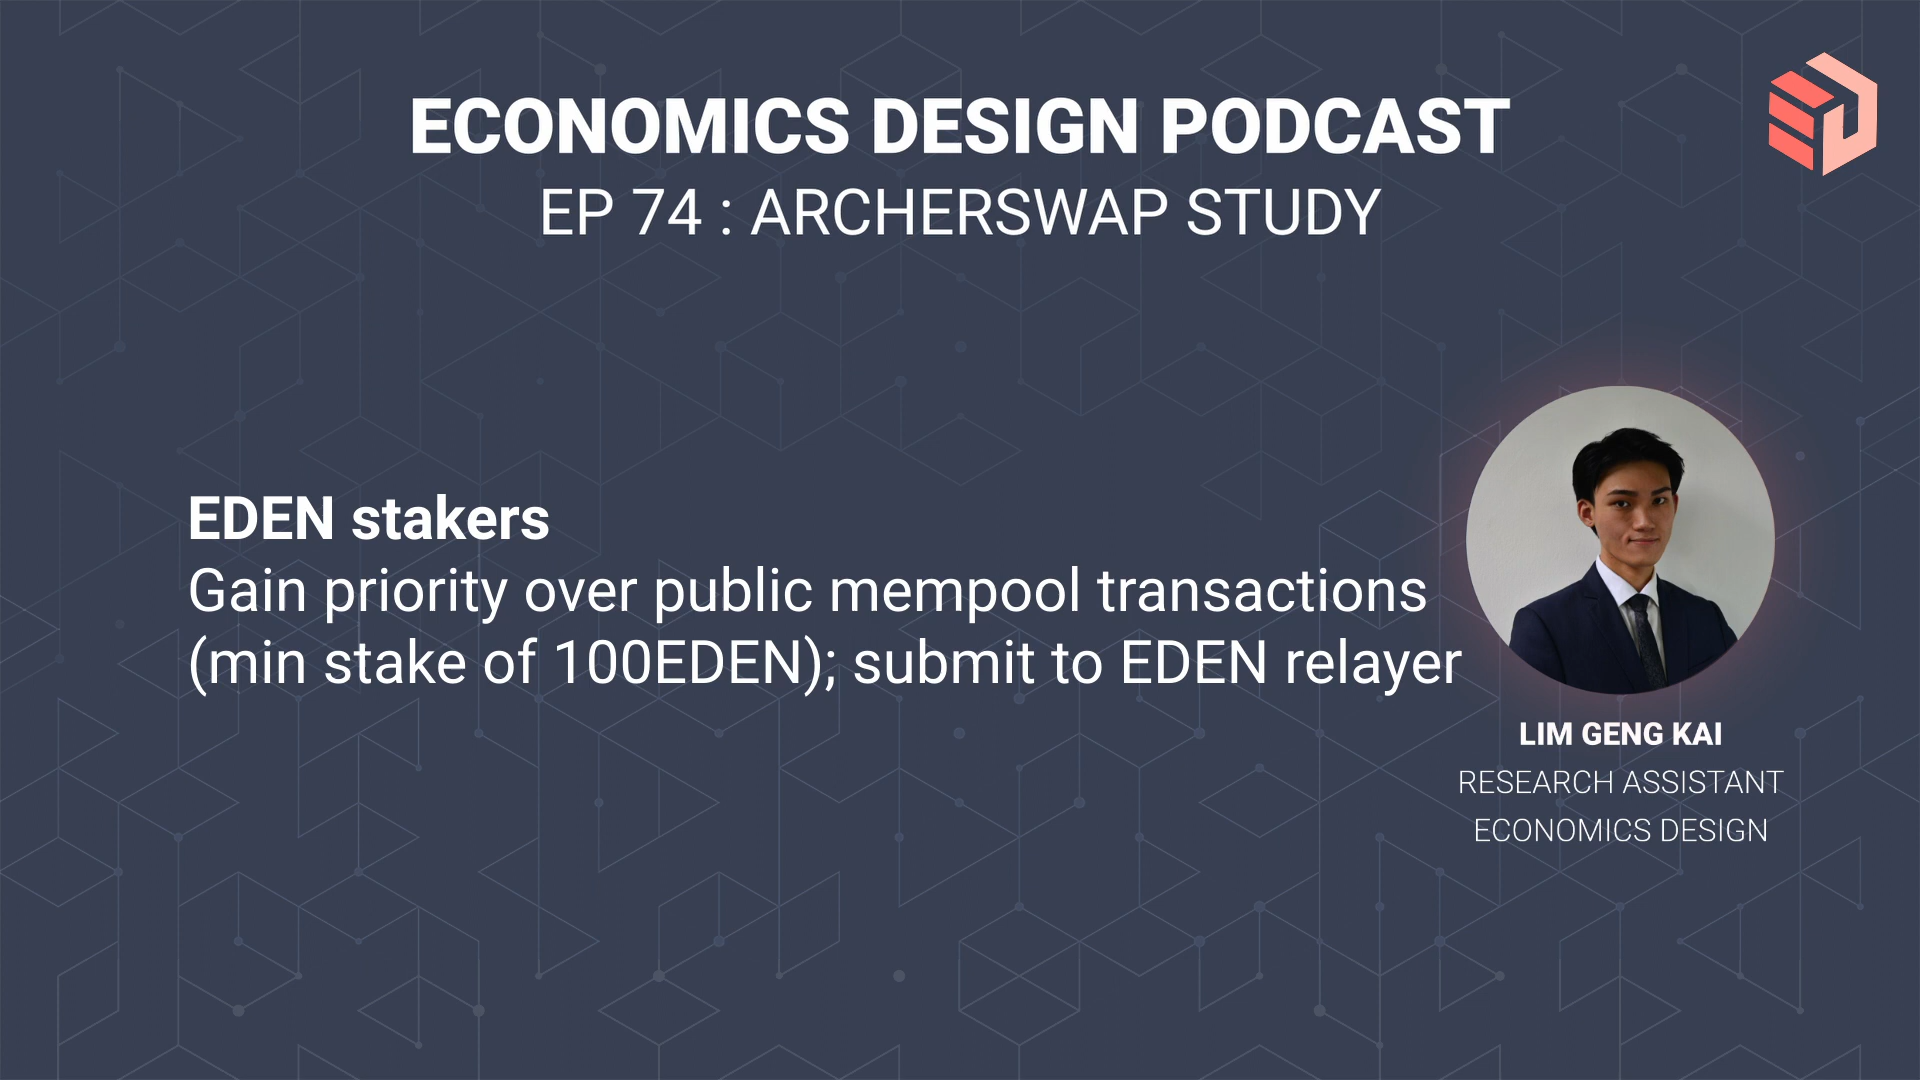 ECONOMICS DESIGN PODCAST
EP 74 : ARCHERSWAP STUDY
EDEN stakers
Gain priority over public mempool transactions
(min stake of 100EDEN); submit to EDEN relayer
LIM GENG KAI
RESEARCH ASSISTANT
ECONOMICS DESIGN